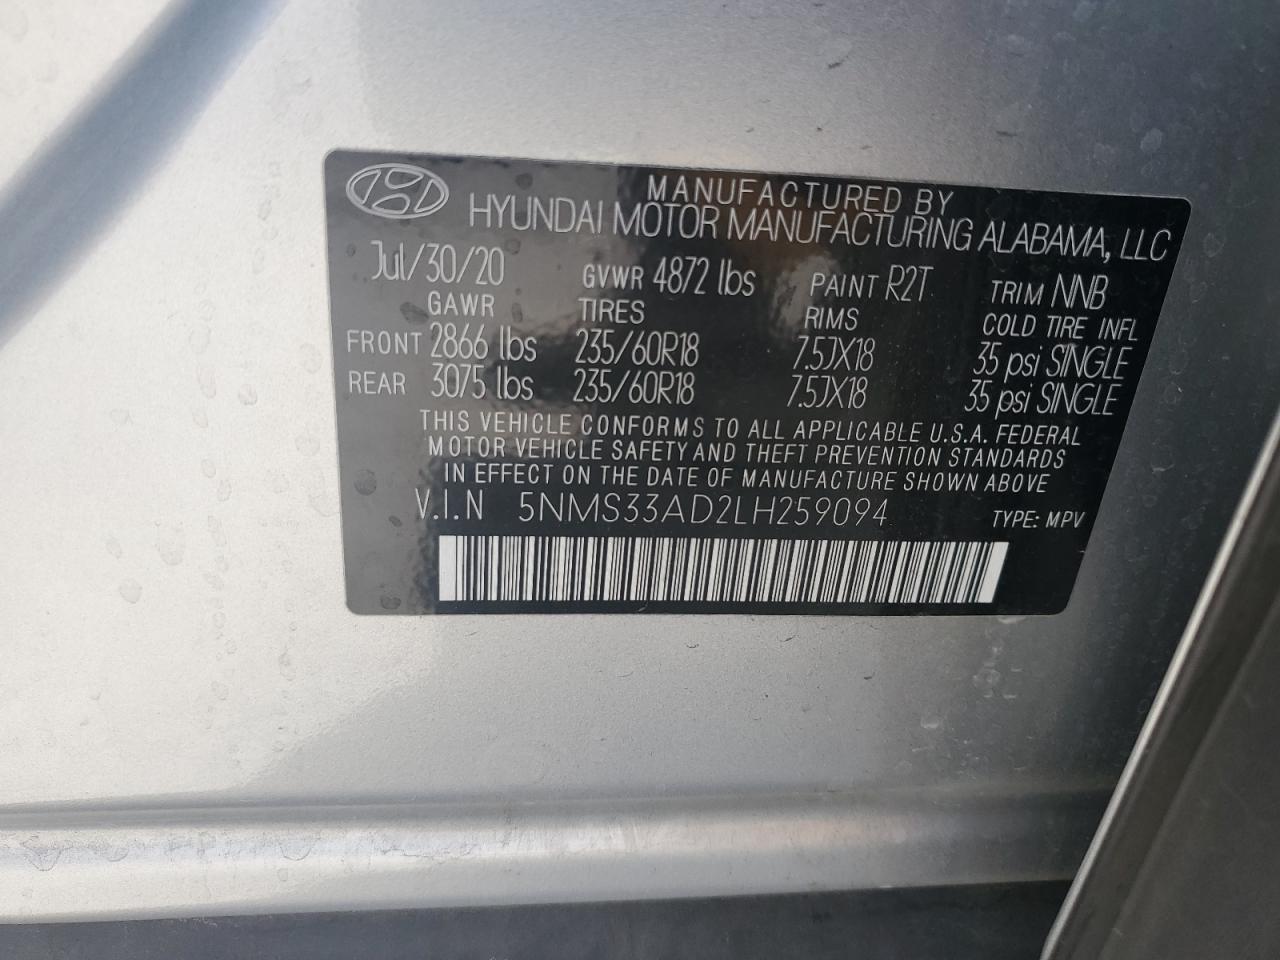 MANUFACTURED BY
HYUNDAI MOTOR MANUFACTURING ALABAMA, LLC
Jul/30/20 GVWR 4872 lbs PAINT R2T TRIM NNB
GAWR TIRES RIMS COLD TIRE INFL
FRONT 2866 lbs 235/60R18 7.5JX18 35 psi SINGLE
REAR 3075 lbs 235/60R18 7.5JX18 35 psi SINGLE
THIS VEHICLE CONFORMS TO ALL APPLICABLE U.S.A. FEDERAL
MOTOR VEHICLE SAFETY AND THEFT PREVENTION STANDARDS
IN EFFECT ON THE DATE OF MANUFACTURE SHOWN ABOVE
V.I.N 5NMS33AD2LH259094 TYPE: MPV